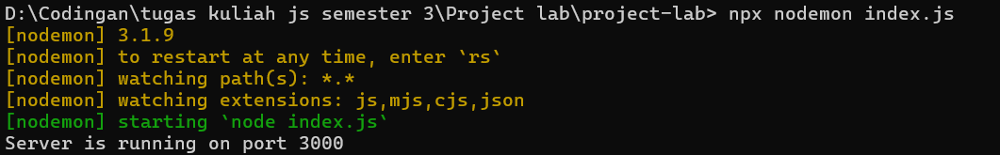 D:\Codingan\tugas kuliah js semester 3\Project lab\project-lab> npx nodemon index.js
[nodemon] 3.1.9
[nodemon] to restart at any time, enter `rs`
[nodemon] watching path(s): *.*
[nodemon] watching extensions: js,mjs,cjs,json
[nodemon] starting `node index.js`
Server is running on port 3000